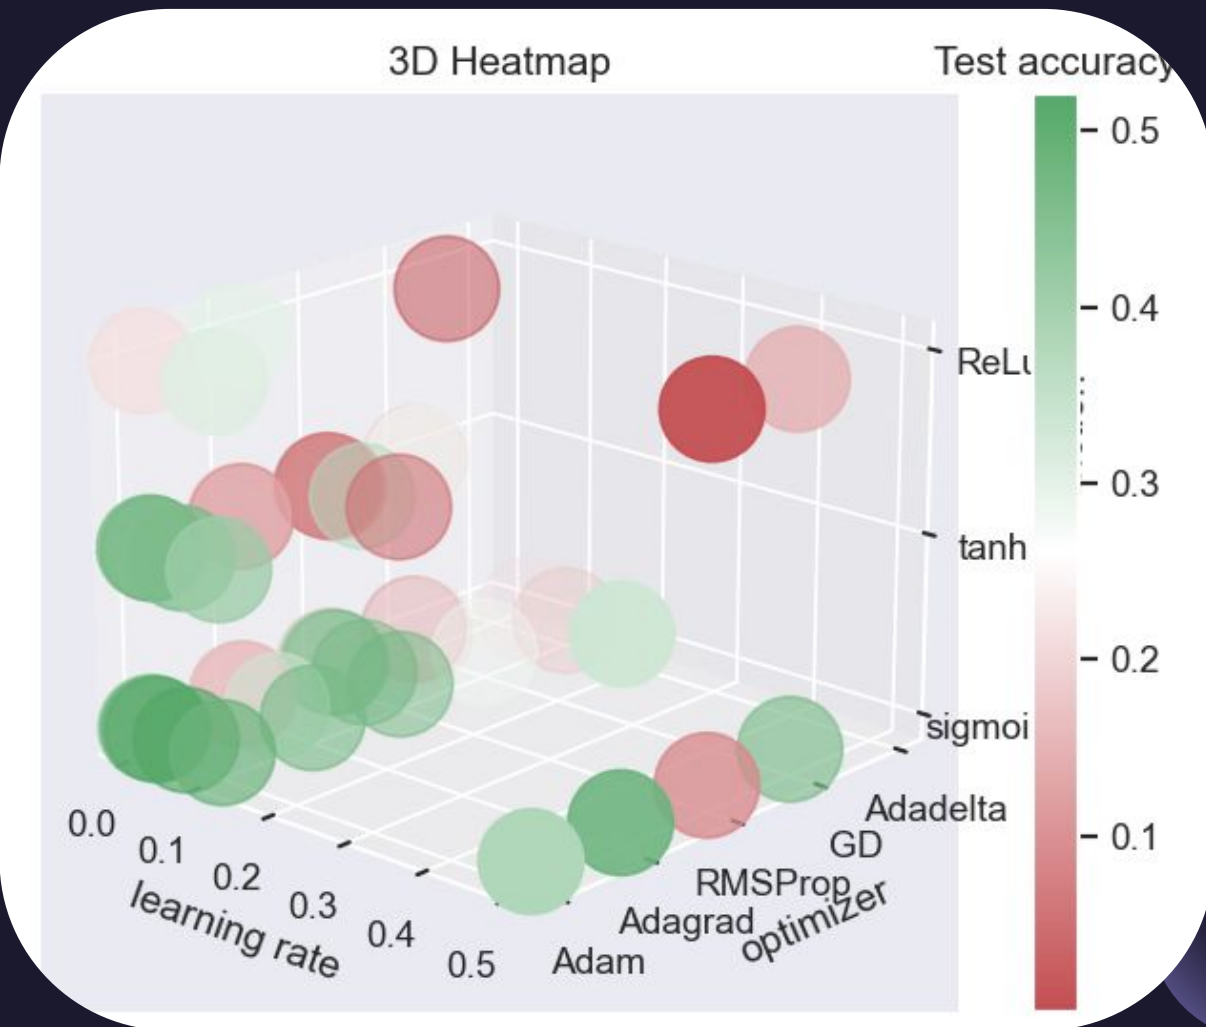 3D Heatmap
Test accuracy
0.5
0.4
0.3
0.2
0.1
ReLu
tanh
sigmoi
Adadelta
GD
RMSProp
Adagrad
Adam
optimizer
0.0
0.1
0.2
0.3
0.4
0.5
learning rate